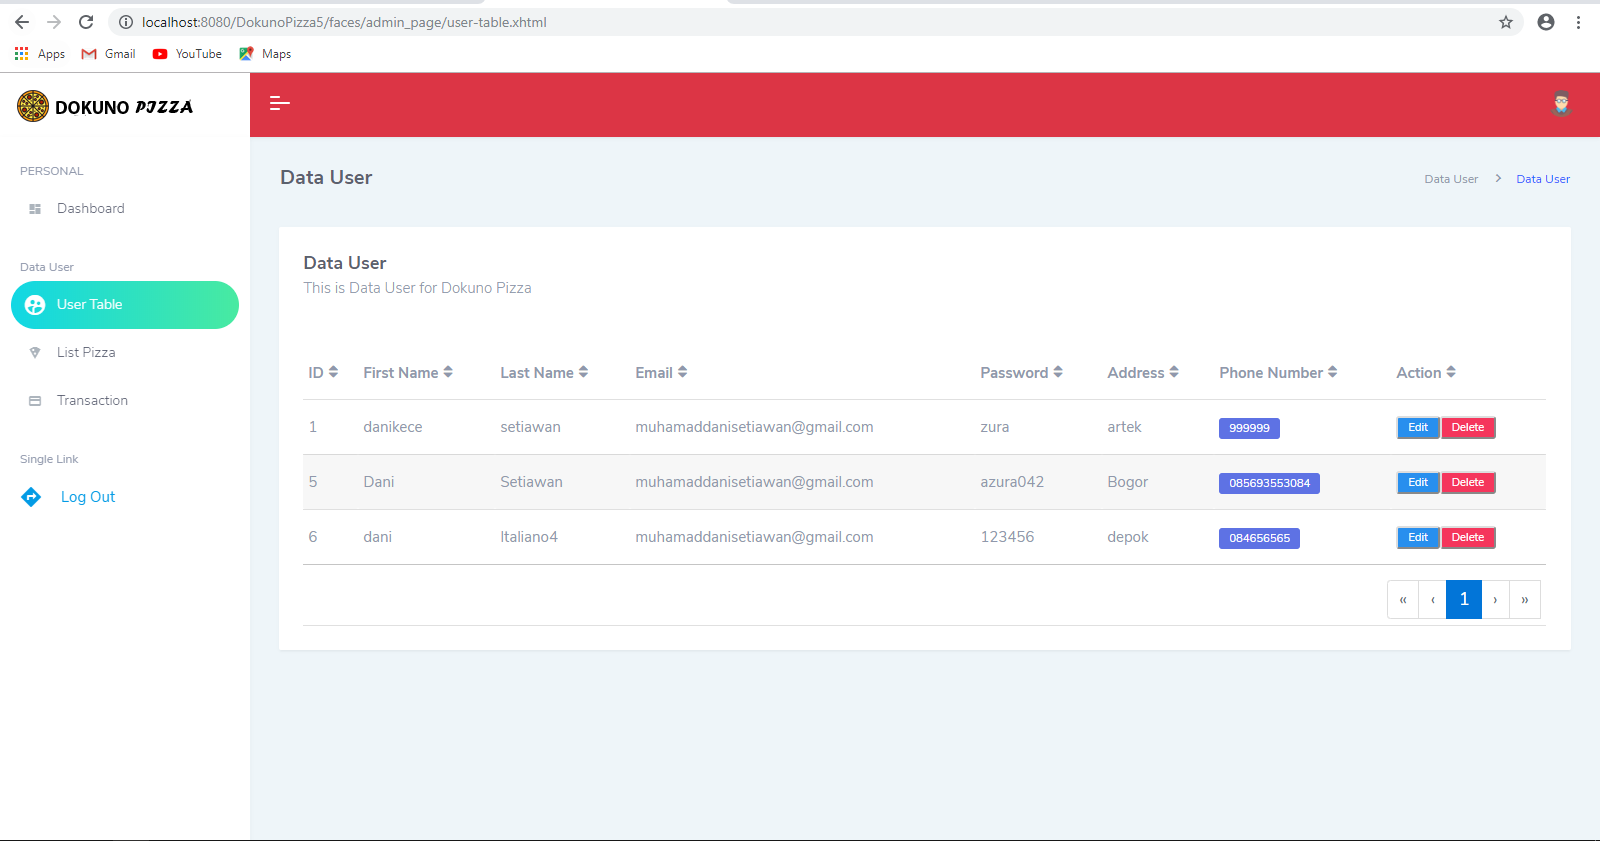 localhost:8080/DokunoPizza5/faces/admin_page/user-table.xhtml
Apps Gmail YouTube Maps
DOKUNO PIZZA
PERSONAL
Dashboard
Data User
User Table
List Pizza
Transaction
Single Link
Log Out
Data User
Data User > Data User
Data User
This is Data User for Dokuno Pizza
ID First Name Last Name Email Password Address Phone Number Action
1 danikece setiawan muhamaddanisetiawan@gmail.com zura artek 999999 Edit Delete
5 Dani Setiawan muhamaddanisetiawan@gmail.com azura042 Bogor 085693553084 Edit Delete
6 dani Italiano4 muhamaddanisetiawan@gmail.com 123456 depok 084656565 Edit Delete
« ‹ 1 › »